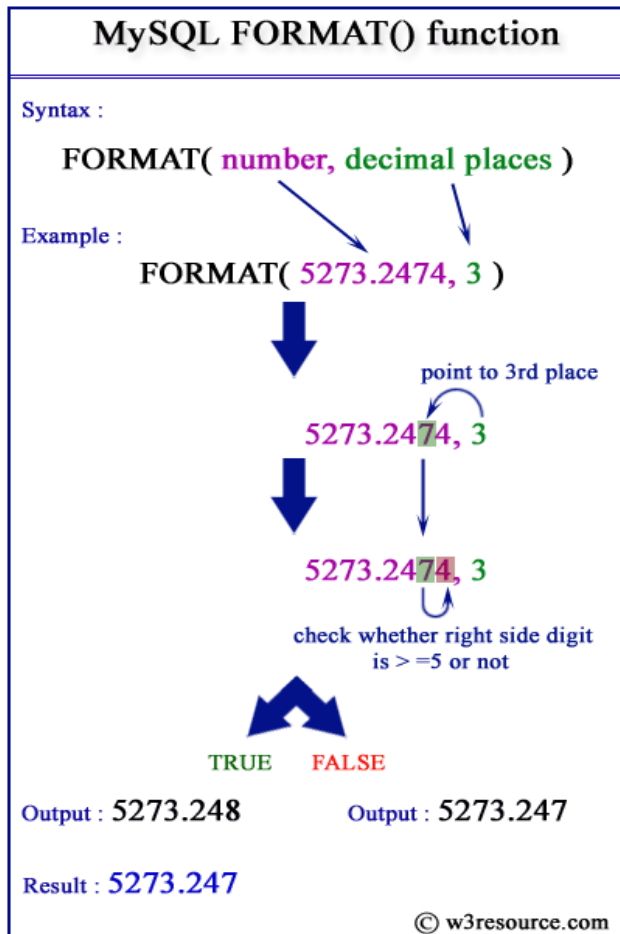 MySQL FORMAT() function
Syntax :
FORMAT( number, decimal places )
Example :
FORMAT( 5273.2474, 3 )
point to 3rd place
5273.2474, 3
5273.2474, 3
check whether right side digit
is > =5 or not
TRUE FALSE
Output : 5273.248 Output : 5273.247
Result : 5273.247
© w3resource.com